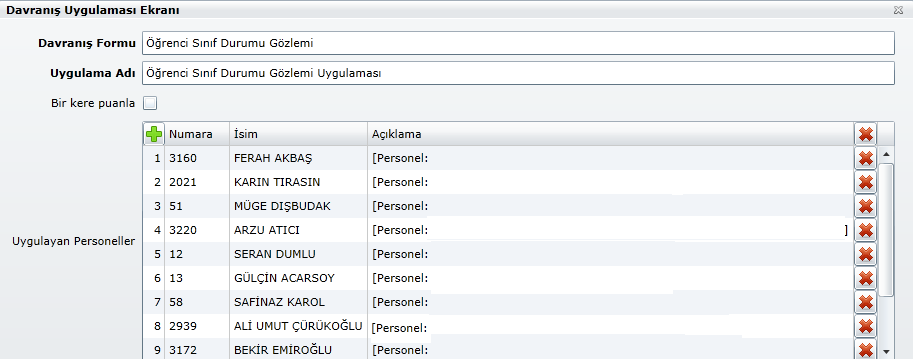 Davranış Uygulaması Ekranı
Davranış Formu Öğrenci Sınıf Durumu Gözlemi
Uygulama Adı Öğrenci Sınıf Durumu Gözlemi Uygulaması
Bir kere puanla
Numara İsim Açıklama
1 3160 FERAH AKBAŞ [Personel:
2 2021 KARIN TIRASIN [Personel:
3 51 MÜGE DIŞBUDAK [Personel:
4 3220 ARZU ATICI [Personel: ]
Uygulayan Personeller
5 12 SERAN DUMLU [Personel:
6 13 GÜLÇİN ACARSOY [Personel:
7 58 SAFİNAZ KAROL [Personel:
8 2939 ALİ UMUT ÇÜRÜKOĞLU [Personel:
9 3172 BEKİR EMİROĞLU [Personel: